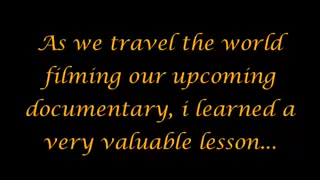 As we travel the world
filming our upcoming
documentary, i learned a
very valuable lesson...